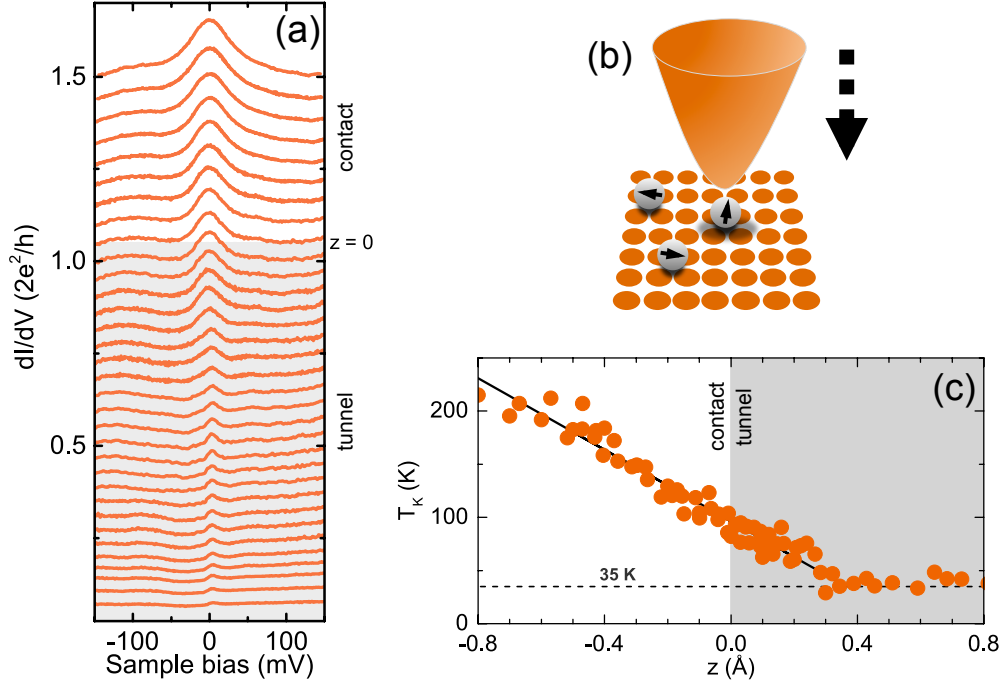 (a)
1.5
1.0
0.5
dI/dV (2e²/h)
contact
z = 0
tunnel
-100
0
100
Sample bias (mV)
(b)
(c)
200
100
0
T_K (K)
contact
tunnel
35 K
-0.8
-0.4
0.0
0.4
0.8
z (Å)